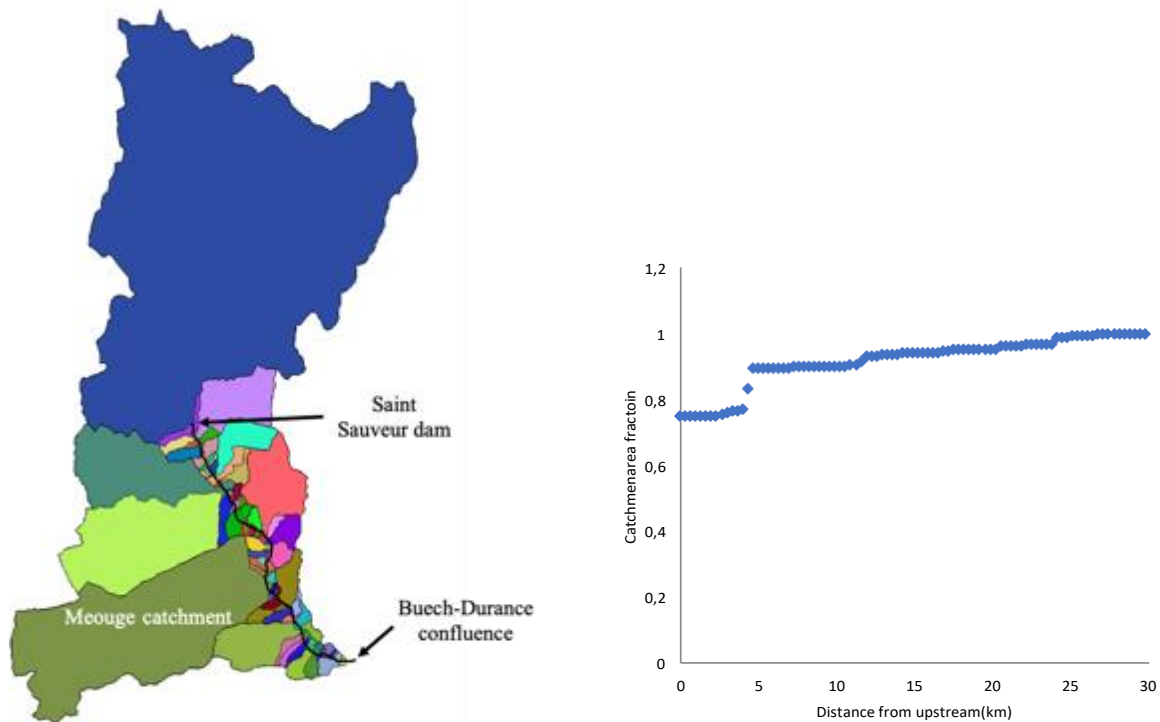 Saint
Sauveur dam
Meouge catchment
Buech-Durance
confluence
Catchmenarea fractoin
1,2
1
0,8
0,6
0,4
0,2
0
0 5 10 15 20 25 30
Distance from upstream(km)